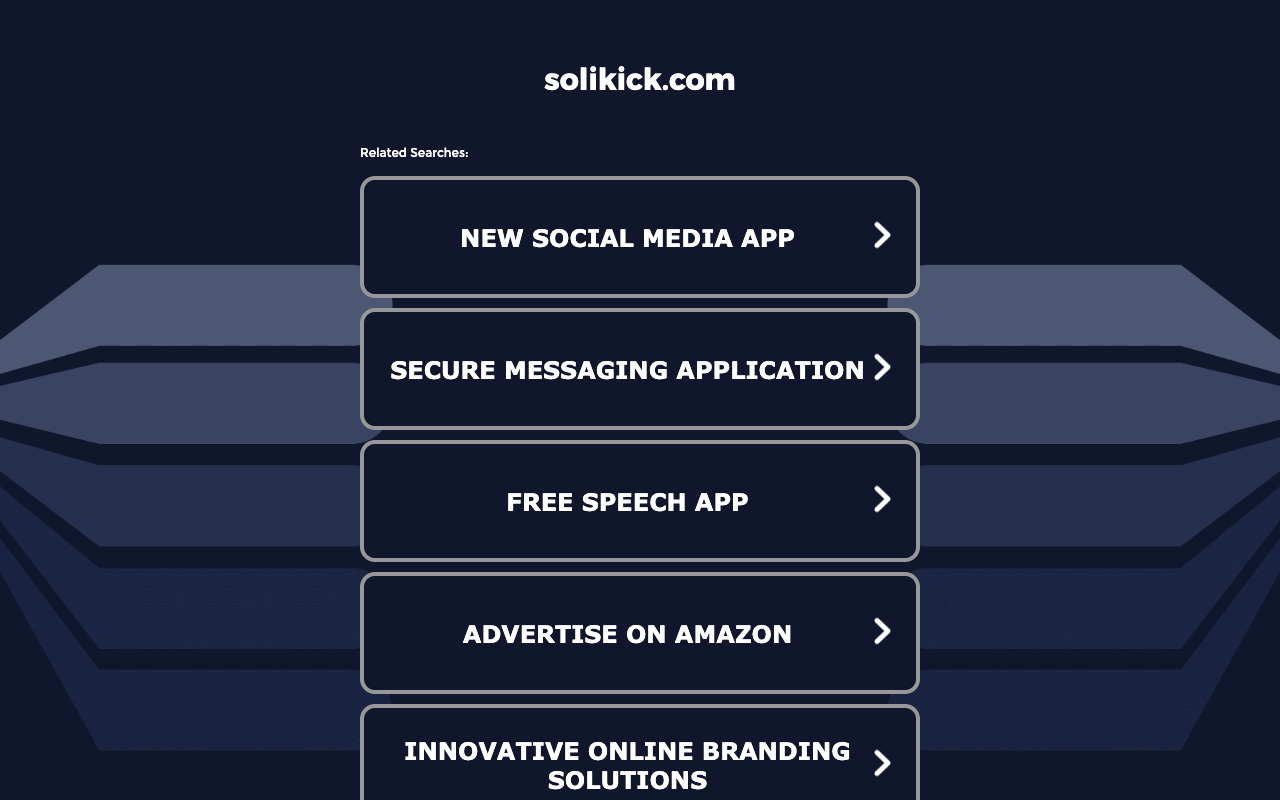 solikick.com
Related Searches:
NEW SOCIAL MEDIA APP
SECURE MESSAGING APPLICATION
FREE SPEECH APP
ADVERTISE ON AMAZON
INNOVATIVE ONLINE BRANDING
SOLUTIONS